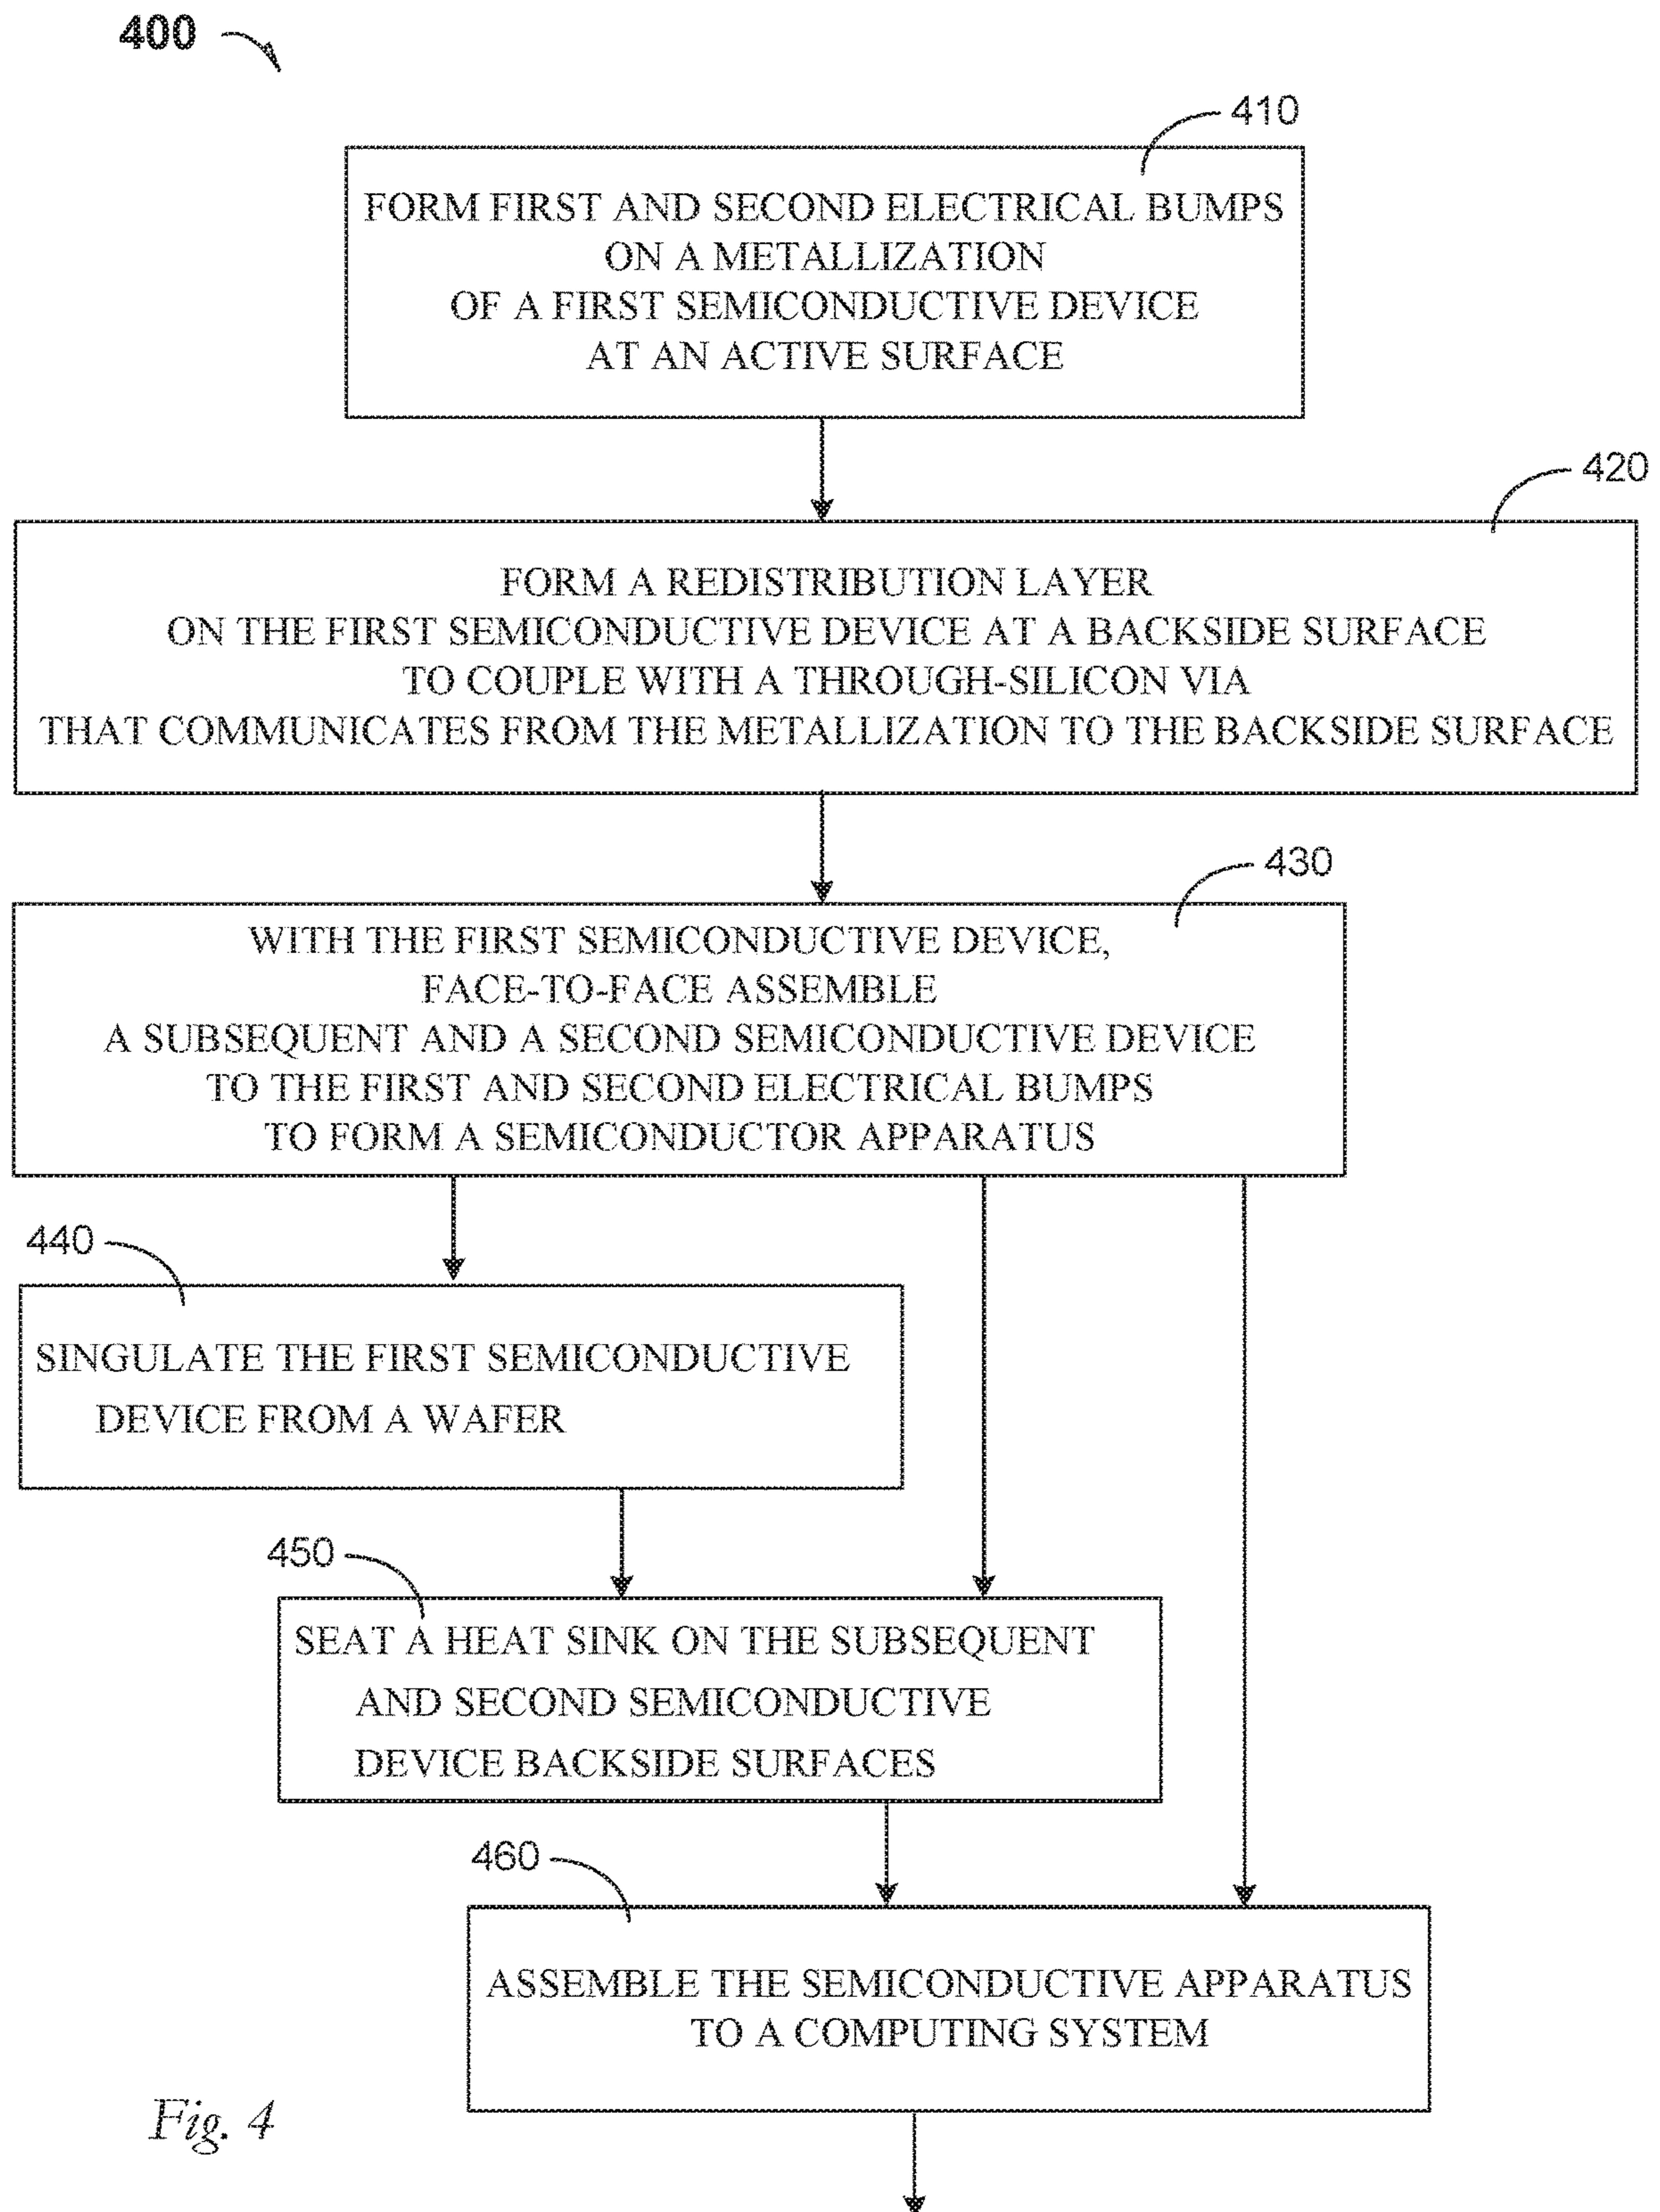 400
410
FORM FIRST AND SECOND ELECTRICAL BUMPS
ON A METALLIZATION
OF A FIRST SEMICONDUCTIVE DEVICE
AT AN ACTIVE SURFACE
420
FORM A REDISTRIBUTION LAYER
ON THE FIRST SEMICONDUCTIVE DEVICE AT A BACKSIDE SURFACE
TO COUPLE WITH A THROUGH-SILICON VIA
THAT COMMUNICATES FROM THE METALLIZATION TO THE BACKSIDE SURFACE
430
WITH THE FIRST SEMICONDUCTIVE DEVICE,
FACE-TO-FACE ASSEMBLE
A SUBSEQUENT AND A SECOND SEMICONDUCTIVE DEVICE
TO THE FIRST AND SECOND ELECTRICAL BUMPS
TO FORM A SEMICONDUCTOR APPARATUS
440
SINGULATE THE FIRST SEMICONDUCTIVE
DEVICE FROM A WAFER
450
SEAT A HEAT SINK ON THE SUBSEQUENT
AND SECOND SEMICONDUCTIVE
DEVICE BACKSIDE SURFACES
460
ASSEMBLE THE SEMICONDUCTIVE APPARATUS
TO A COMPUTING SYSTEM
Fig. 4